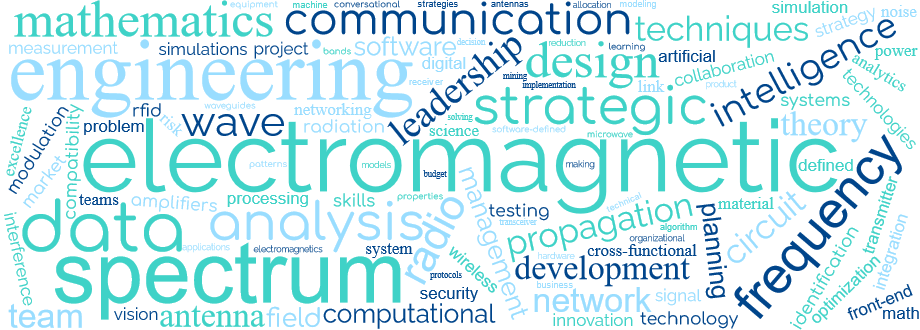 equipment
machine
conversational
strategies
antennas
allocation
modeling
mathematics
communication
techniques
simulation
strategy
noise
measurement
simulations
project
bands
software
decision
reduction
learning
artificial
intelligence
power
engineering
digital
leadership
design
collaboration
analytics
receiver
mining
implementation
link
product
technologies
excellence
modulation
rfid
waveguides
networking
strategic
systems
problem
risk
wave
radiation
science
solving
software-defined
microwave
theory
compatibility
market
electromagnetic
patterns
models
making
defined
budget
teams
amplifiers
processing
skills
properties
technical
material
frequency
data
analysis
radio
management
testing
propagation
algorithm
planning
circuit
transmitter
interference
applications
electromagnetics
system
transceiver
organizational
cross-functional
identification
optimization
integration
spectrum
protocols
wireless
hardware
development
business
security
network
signal
front-end
team
vision
antenna
field
computational
innovation
technology
math